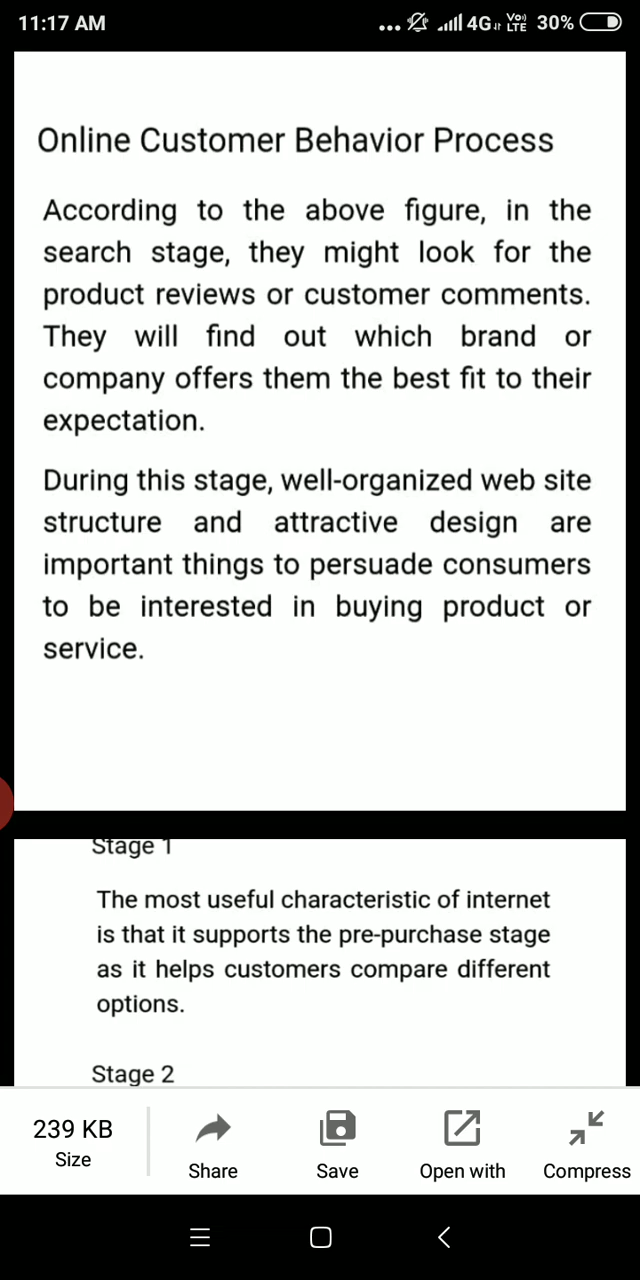 11:17 AM
... 4G Vo) LTE 30%
Online Customer Behavior Process
According to the above figure, in the
search stage, they might look for the
product reviews or customer comments.
They will find out which brand or
company offers them the best fit to their
expectation.
During this stage, well-organized web site
structure and attractive design are
important things to persuade consumers
to be interested in buying product or
service.
Stage 1
The most useful characteristic of internet
is that it supports the pre-purchase stage
as it helps customers compare different
options.
Stage 2
239 KB
Size
Share
Save
Open with
Compress